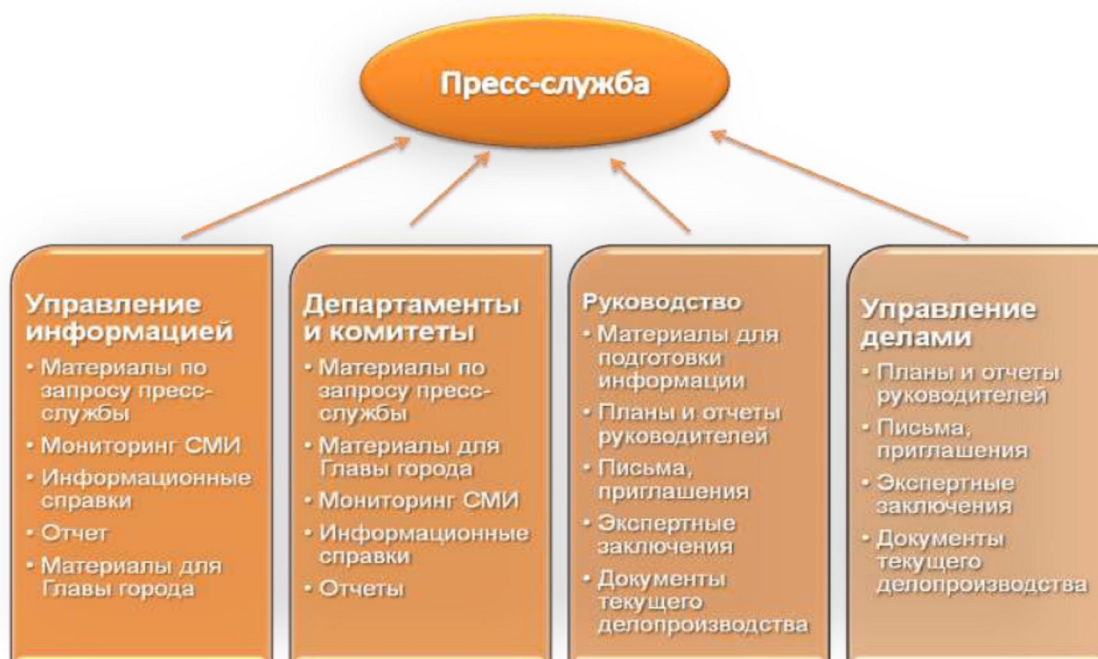 Пресс-служба
Управление
информацией
• Материалы по
запросу пресс-
службы
• Мониторинг СМИ
• Информационные
справки
• Отчет
• Материалы для
Главы города
Департаменты
и комитеты
• Материалы по
запросу пресс-
службы
• Материалы для
Главы города
• Мониторинг СМИ
• Информационные
справки
• Отчеты
Руководство
• Материалы для
подготовки
информации
• Планы и отчеты
руководителей
• Письма,
приглашения
• Экспертные
заключения
• Документы
текущего
делопроизводства
Управление
делами
• Планы и отчеты
руководителей
• Письма,
приглашения
• Экспертные
заключения
• Документы
текущего
делопроизводства